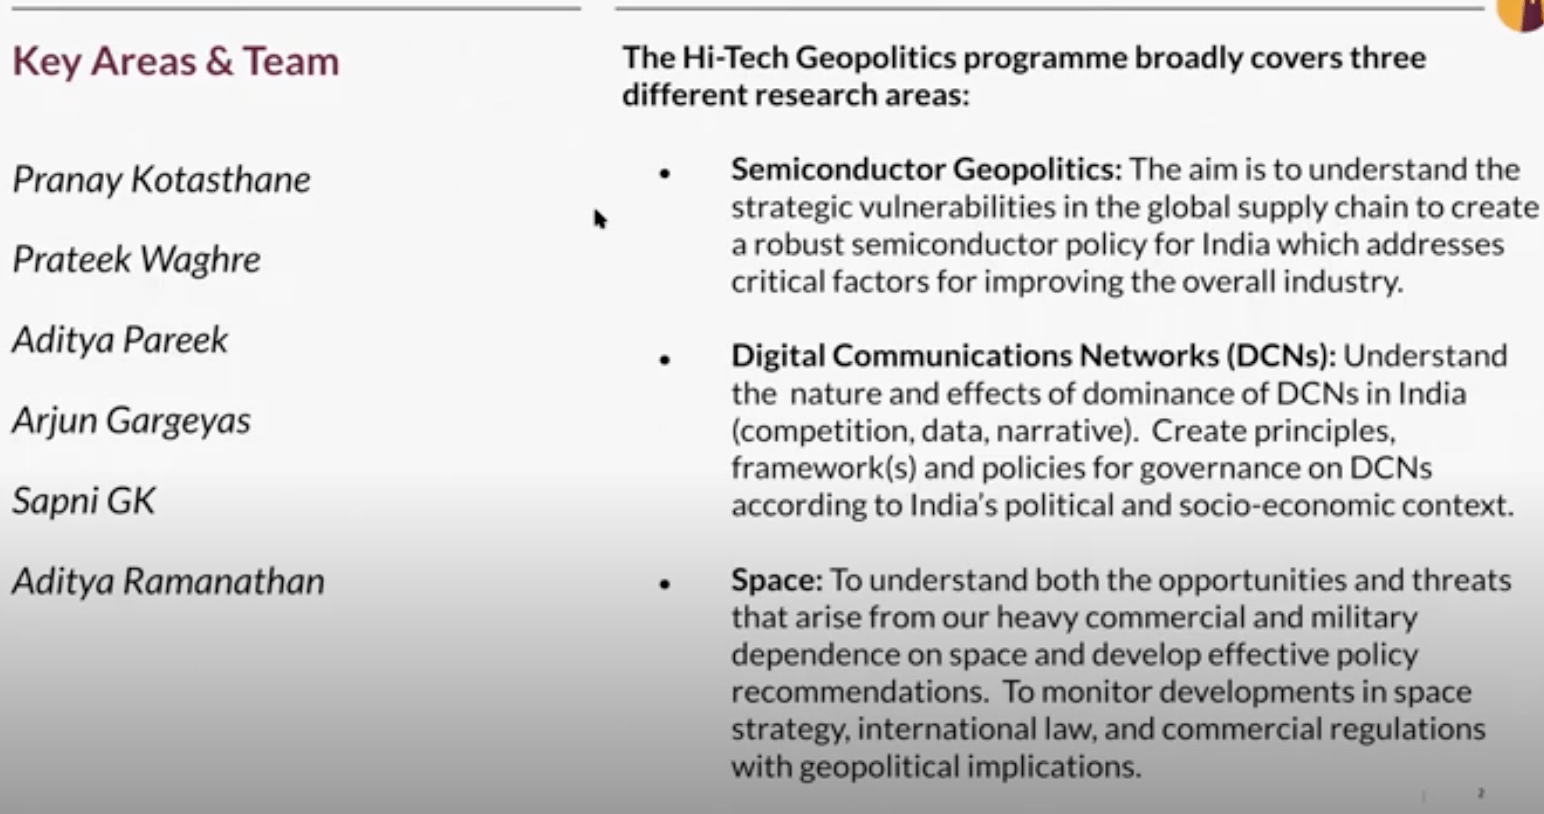 Key Areas & Team
Pranay Kotasthane
Prateek Waghre
Aditya Pareek
Arjun Gargeyas
Sapni GK
Aditya Ramanathan
The Hi-Tech Geopolitics programme broadly covers three
different research areas:
• Semiconductor Geopolitics: The aim is to understand the
strategic vulnerabilities in the global supply chain to create
a robust semiconductor policy for India which addresses
critical factors for improving the overall industry.
• Digital Communications Networks (DCNs): Understand
the nature and effects of dominance of DCNs in India
(competition, data, narrative). Create principles,
framework(s) and policies for governance on DCNs
according to India's political and socio-economic context.
• Space: To understand both the opportunities and threats
that arise from our heavy commercial and military
dependence on space and develop effective policy
recommendations. To monitor developments in space
strategy, international law, and commercial regulations
with geopolitical implications.
2